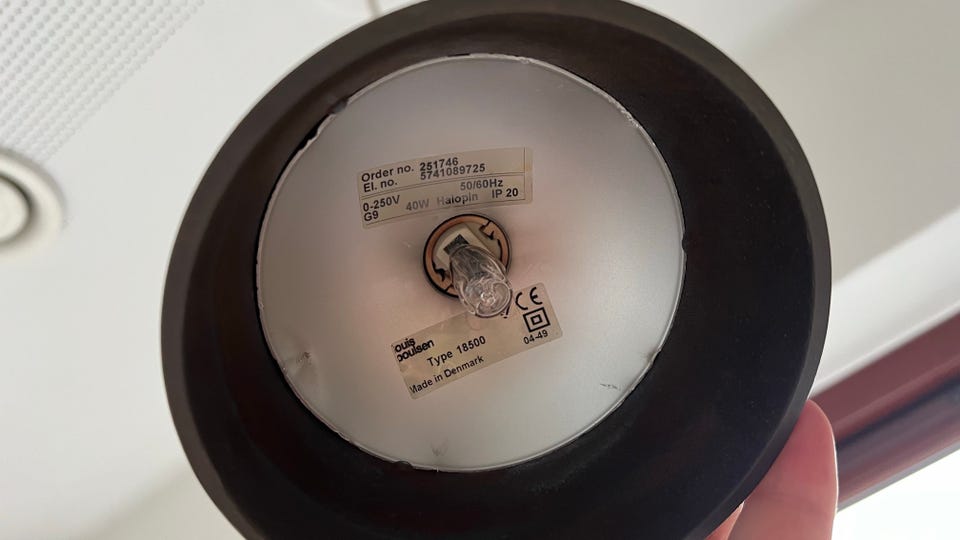 Order no. 251746
El. no. 5741089725
0-250V 50/60Hz
G9 40W Halopin IP 20
CE
ouis
poulsen
Type 18500
Made in Denmark
04-49